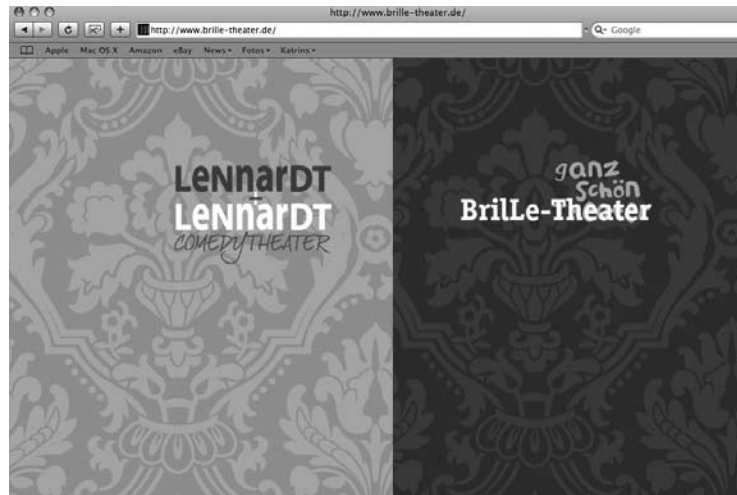 http://www.brille-theater.de/
http://www.brille-theater.de/
Google
Apple Mac OS X Amazon eBay News Fotos Katrins
LeNnarDT
+
LeNnarDT
COMEDYTHEATER
ganz
Schön
BrilLe-Theater